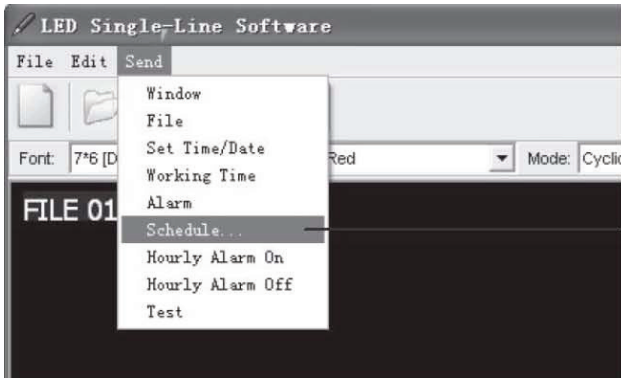 LED Single-Line Software
File Edit Send
Window
File
Set Time/Date
Working Time
Alarm
Schedule...
Hourly Alarm On
Hourly Alarm Off
Test
Font: 7*6 [D Red Mode: Cyclic
FILE 01